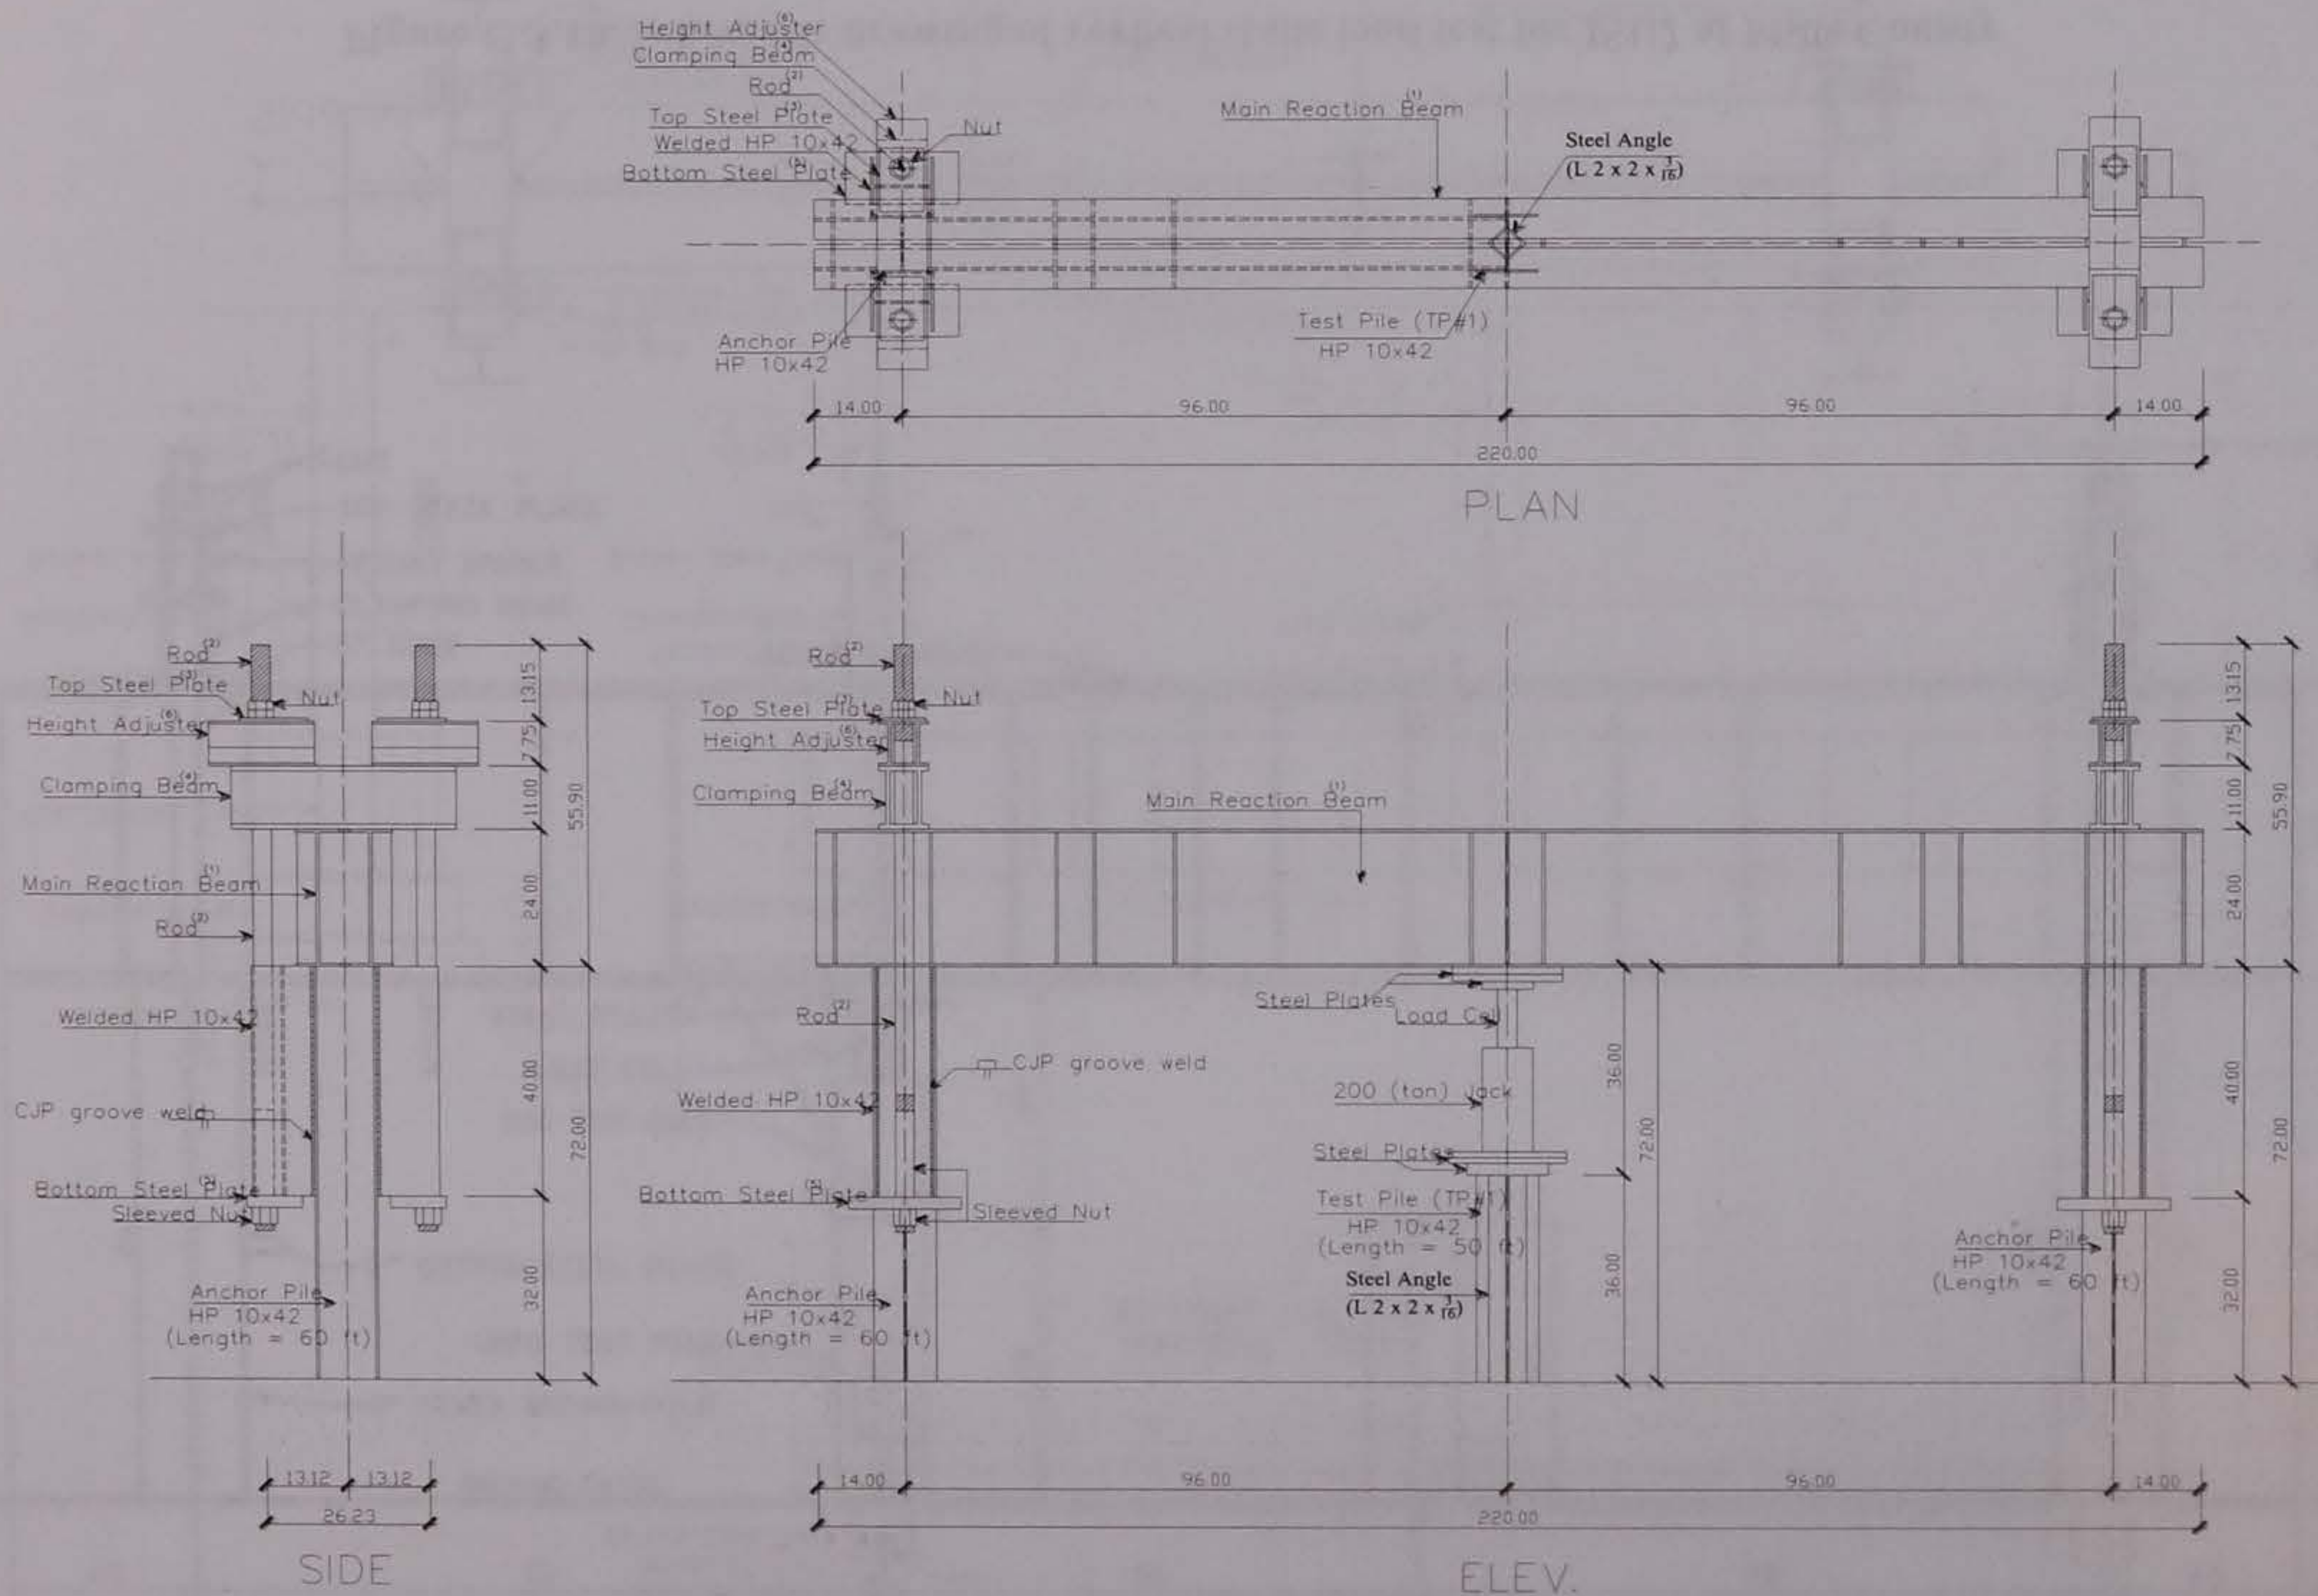 Height Adjuster (6)
Clamping Beam (4)
Rod (2)
Top Steel Plate (3)
Welded HP 10x42
Bottom Steel Plate (5)
Nut
Main Reaction Beam (1)
Steel Angle
(L 2 x 2 x 3/16)
Anchor Pile
HP 10x42
Test Pile (TP#1)
HP 10x42
14.00
96.00
96.00
14.00
220.00
PLAN
Rod (2)
Top Steel Plate (3)
Nut
Height Adjuster (6)
Clamping Beam (4)
Main Reaction Beam (1)
Rod (2)
Welded HP 10x42
CJP groove weld
Bottom Steel Plate (5)
Sleeved Nut
Anchor Pile
HP 10x42
(Length = 60 ft)
13.15
7.75
11.00
24.00
55.90
40.00
72.00
32.00
13.12
13.12
26.23
SIDE
Rod (2)
Nut
Top Steel Plate (3)
Height Adjuster (6)
Clamping Beam (4)
Main Reaction Beam (1)
Rod (2)
CJP groove weld
Welded HP 10x42
Bottom Steel Plate (5)
Sleeved Nut
Anchor Pile
HP 10x42
(Length = 60 ft)
Steel Plates
Load Cell
200 (ton) Jack
Steel Plates
Test Pile (TP#1)
HP 10x42
(Length = 50 ft)
Steel Angle
(L 2 x 2 x 3/16)
36.00
72.00
36.00
Anchor Pile
HP 10x42
(Length = 60 ft)
13.15
7.75
11.00
24.00
55.90
40.00
72.00
32.00
14.00
96.00
96.00
14.00
220.00
ELEV.